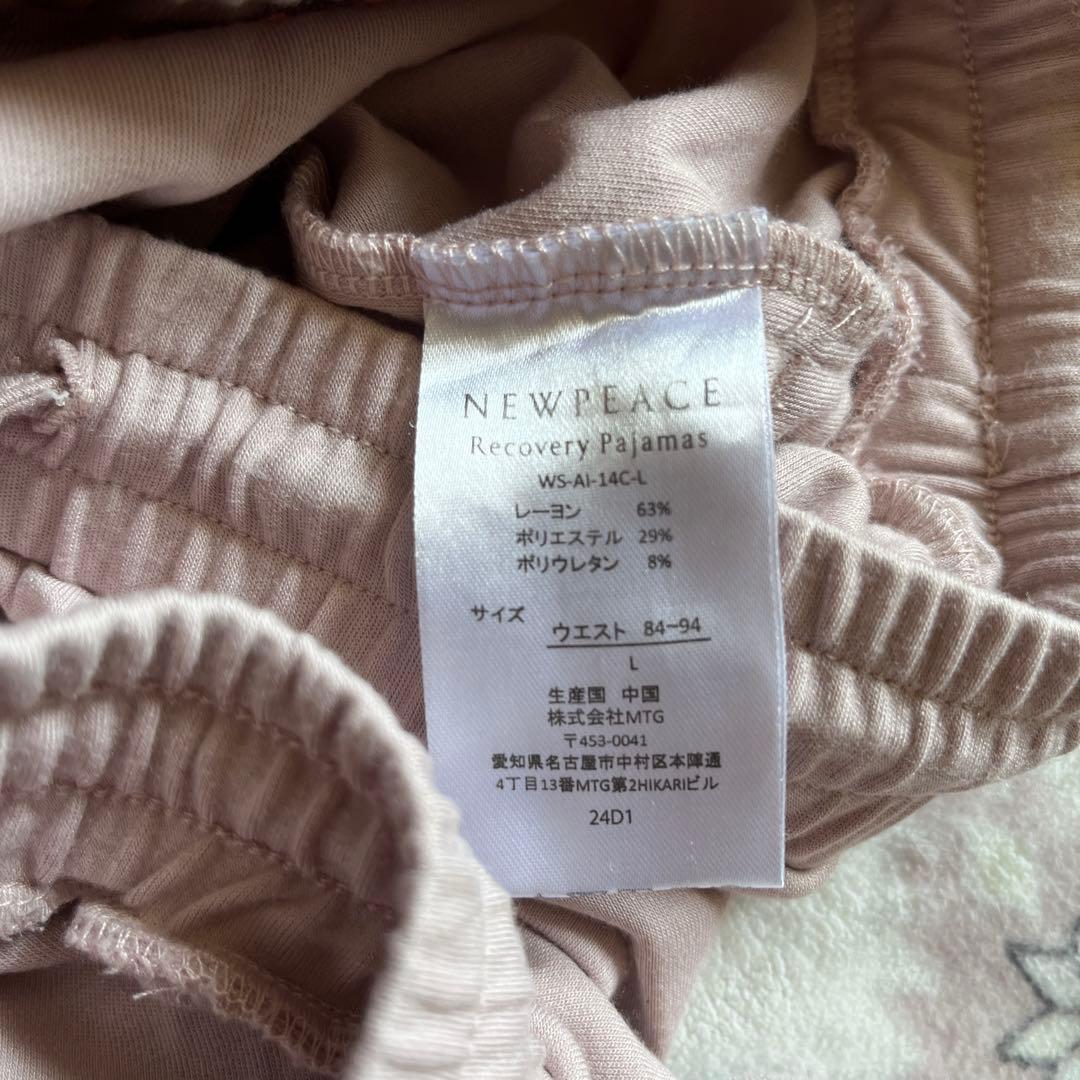 NEWPEACE
Recovery Pajamas
WS-AI-14C-L
レーヨン 63%
ポリエステル 29%
ポリウレタン 8%
サイズ
ウエスト 84-94
L
生産国 中国
株式会社MTG
〒453-0041
愛知県名古屋市中村区本陣通
4丁目13番MTG第2HIKARIビル
24D1